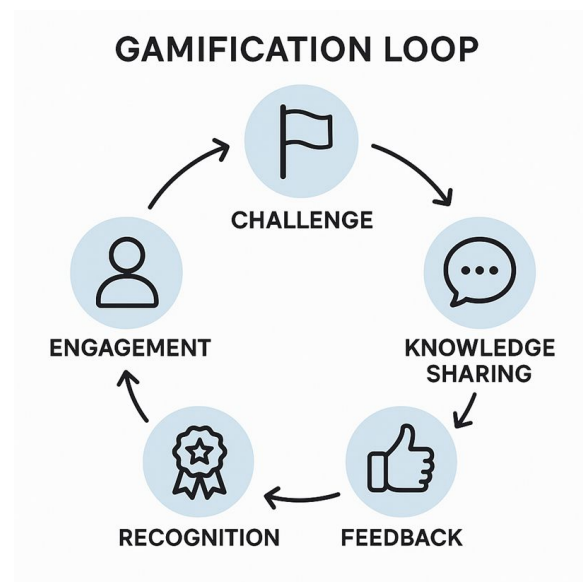 GAMIFICATION LOOP
CHALLENGE
KNOWLEDGE
SHARING
FEEDBACK
RECOGNITION
ENGAGEMENT